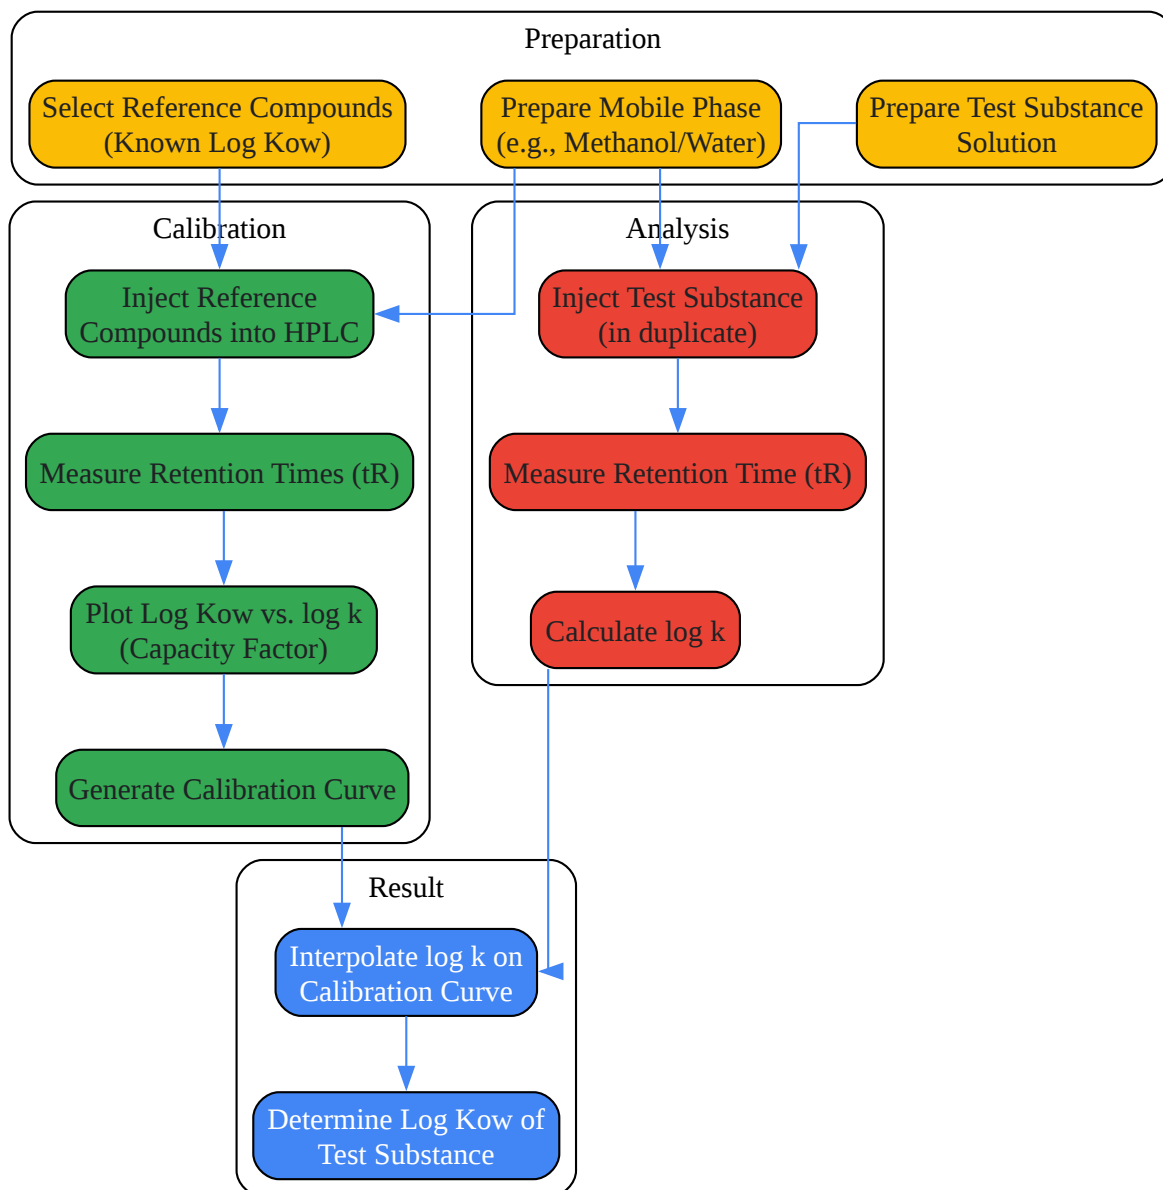 Preparation
Select Reference Compounds
(Known Log Kow)
Prepare Mobile Phase
(e.g., Methanol/Water)
Prepare Test Substance
Solution
Calibration
Inject Reference
Compounds into HPLC
Measure Retention Times (tR)
Plot Log Kow vs. log k
(Capacity Factor)
Generate Calibration Curve
Analysis
Inject Test Substance
(in duplicate)
Measure Retention Time (tR)
Calculate log k
Result
Interpolate log k on
Calibration Curve
Determine Log Kow of
Test Substance